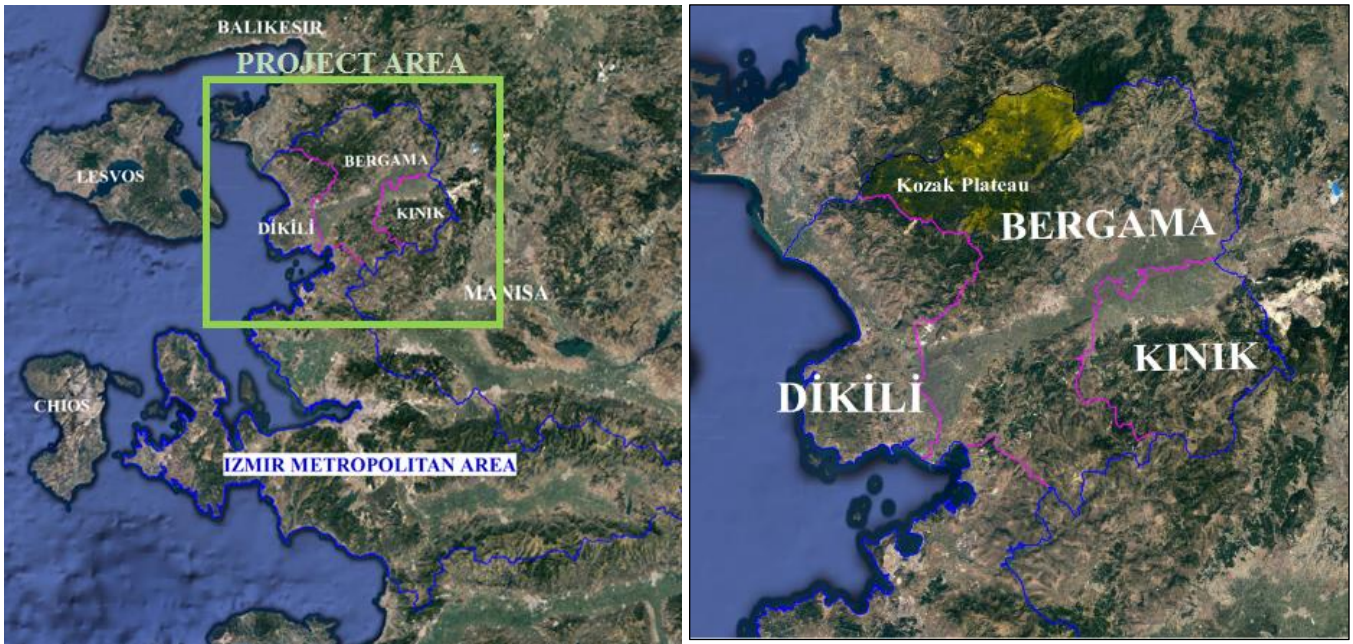 BALIKESİR
PROJECT AREA
LESVOS
BERGAMA
KINIK
DİKİLİ
MANISA
CHIOS
IZMIR METROPOLITAN AREA
Kozak Plateau
BERGAMA
KINIK
DİKİLİ